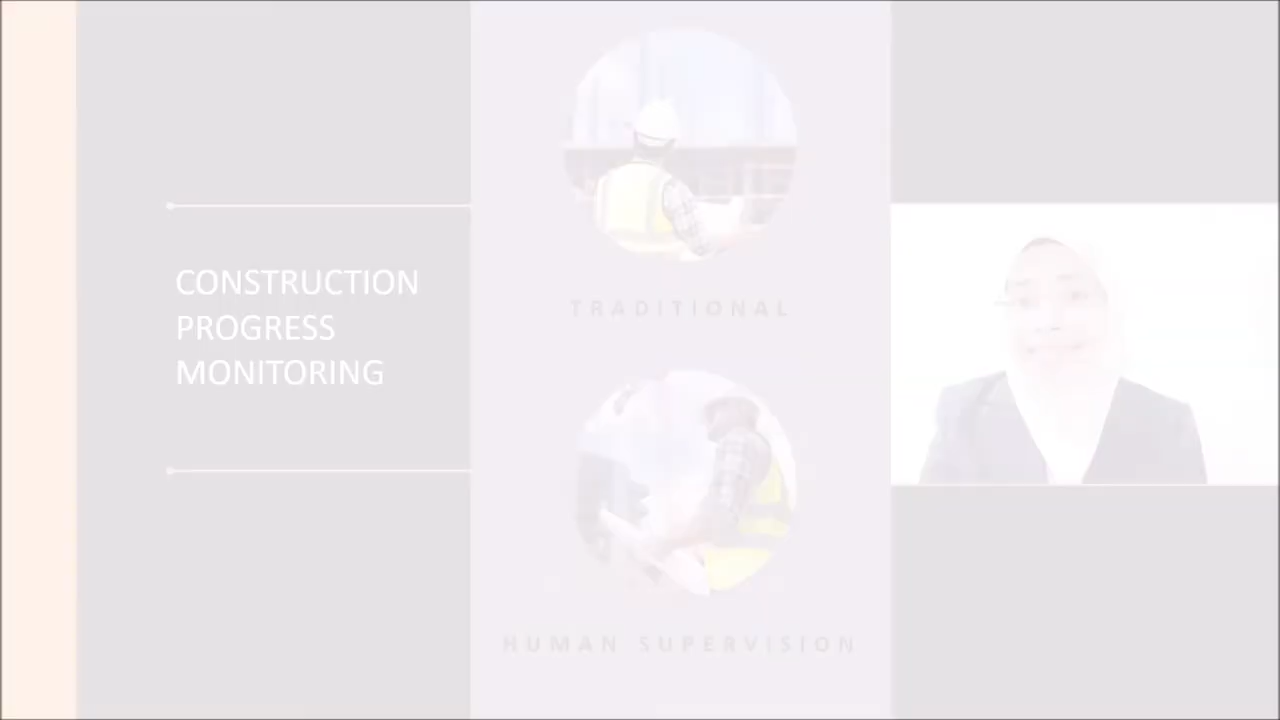 CONSTRUCTION
PROGRESS
MONITORING
TRADITIONAL
HUMAN SUPERVISION